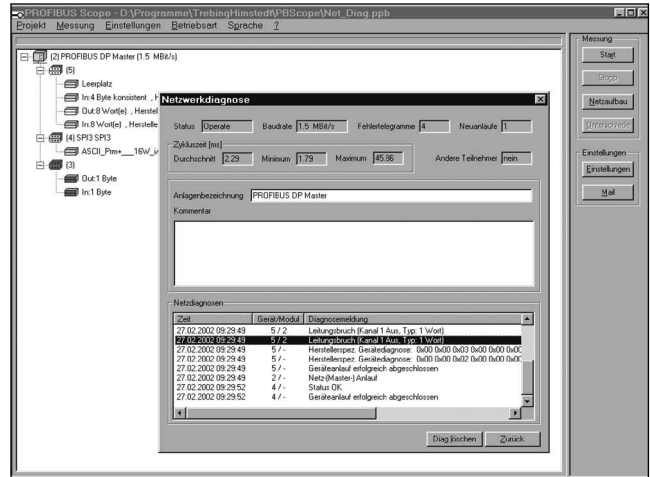 PROFIBUS Scope - D:\Programme\TrebingHimstedt\PBScope\Net_Diag.ppb
Projekt Messung Einstellungen Betriebsart Sprache ?
(2) PROFIBUS DP Master (1.5 MBit/s)
(5)
Leerplatz
In:4 Byte konsistent , H
Out:8 Wort(e) , Herstel
In:8 Wort(e) , Herstelle
(4) SPI3 SPI3
ASCII_Prm+___16W_i
(3)
Out:1 Byte
In:1 Byte
Netzwerkdiagnose
Status Operate Baudrate 1.5 MBit/s Fehlertelegramme 4 Neuanläufe 1
Zykluszeit [ms]
Durchschnitt 2.29 Minimum 1.79 Maximum 45.86 Andere Teilnehmer nein
Anlagenbezeichnung PROFIBUS DP Master
Kommentar
Netzdiagnosen
Zeit Gerät/Modul Diagnosemeldung
27.02.2002 09:29:49 5 / 2 Leitungsbruch (Kanal 1 Aus, Typ: 1 Wort)
27.02.2002 09:29:49 5 / 2 Leitungsbruch (Kanal 1 Aus, Typ: 1 Wort)
27.02.2002 09:29:49 5 / - Herstellerspez. Gerätediagnose: 0x00 0x00 0x03 0x00 0x00 0x0C
27.02.2002 09:29:49 5 / - Herstellerspez. Gerätediagnose: 0x00 0x00 0x02 0x00 0x00 0x0C
27.02.2002 09:29:49 5 / - Geräteanlauf erfolgreich abgeschlossen
27.02.2002 09:29:49 2 / - Netz-(Master-) Anlauf
27.02.2002 09:29:52 4 / - Status OK
27.02.2002 09:29:52 4 / - Geräteanlauf erfolgreich abgeschlossen
Diag löschen Zurück
Messung
Start
Stopp
Netzaufbau
Unterschiede
Einstellungen
Einstellungen
Mail